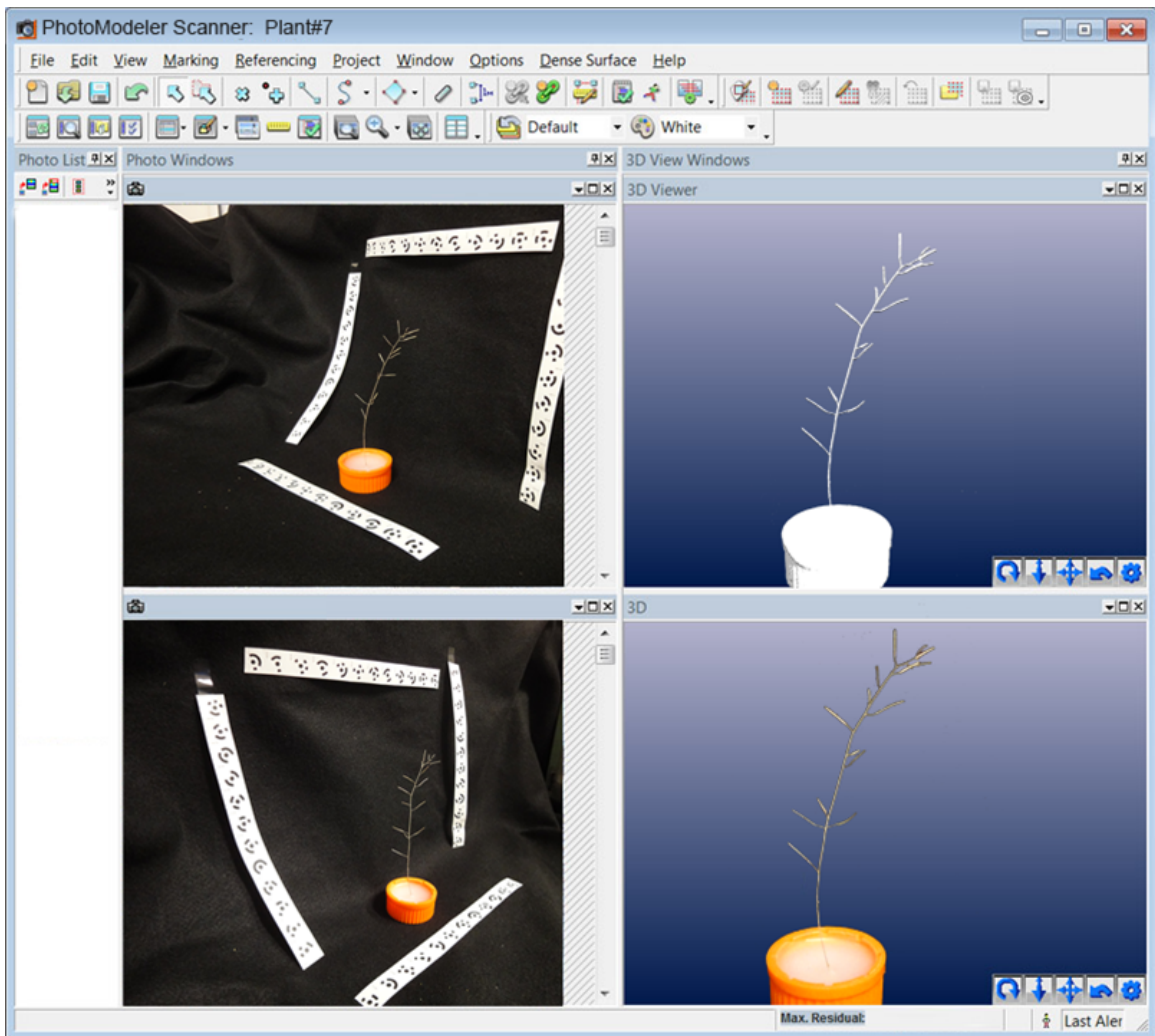 PhotoModeler Scanner: Plant#7
File Edit View Marking Referencing Project Window Options Dense Surface Help
Default White
Photo List Photo Windows 3D View Windows
3D Viewer
3D
Max. Residual: Last Aler